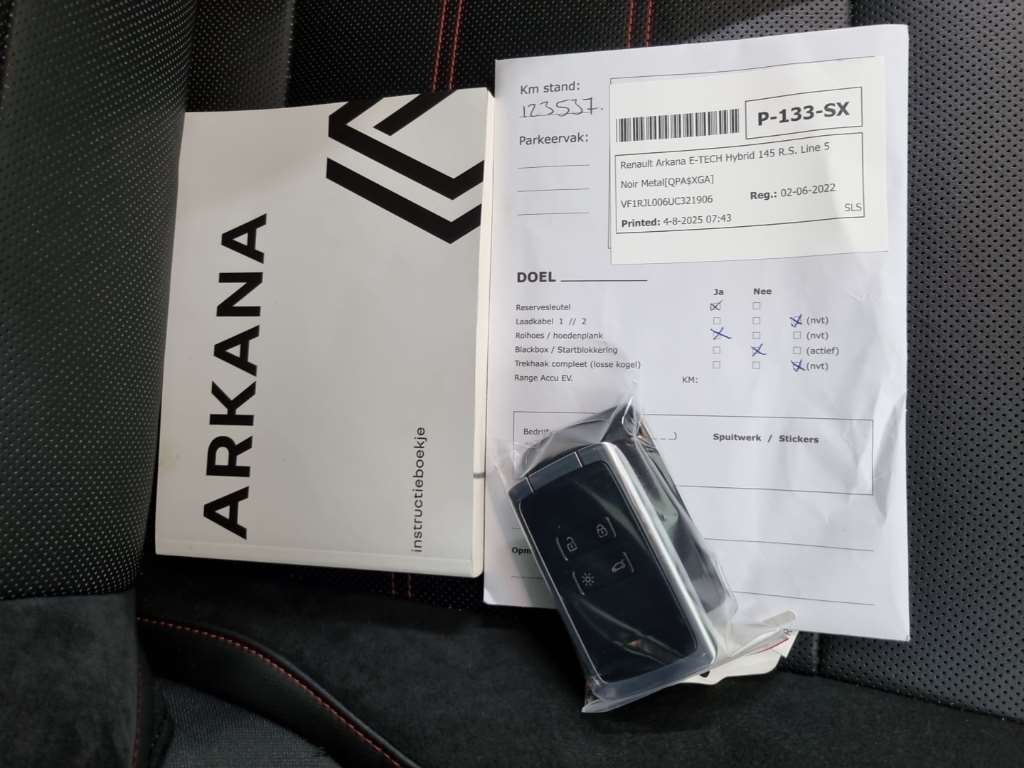 ARKANA
instructieboekje
Km stand:
123537.
Parkeervak:
P-133-SX
Renault Arkana E-TECH Hybrid 145 R.S. Line 5
Noir Metal[QPA$XGA]
VF1RJL006UC321906
Reg.: 02-06-2022
SLS
Printed: 4-8-2025 07:43
DOEL
Ja Nee
Reservesleutel
Laadkabel 1 // 2 (nvt)
Rolhoes / hoedenplank (nvt)
Blackbox / Startblokkering (actief)
Trekhaak compleet (losse kogel) (nvt)
Range Accu EV. KM:
Spuitwerk / Stickers